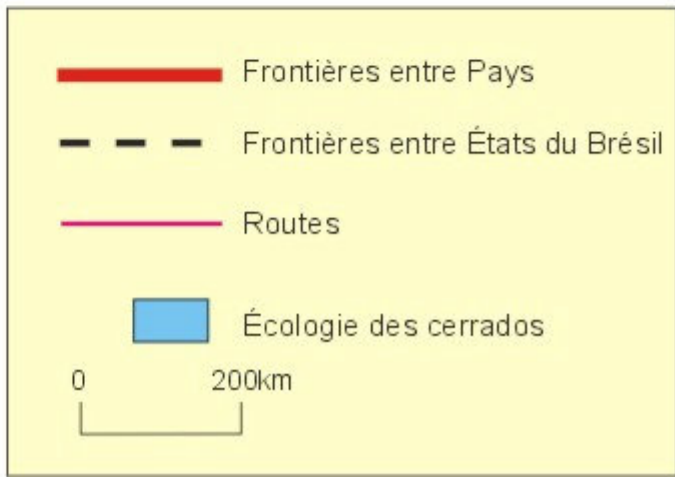 Frontières entre Pays
Frontières entre États du Brésil
Routes
Écologie des cerrados
0 200km